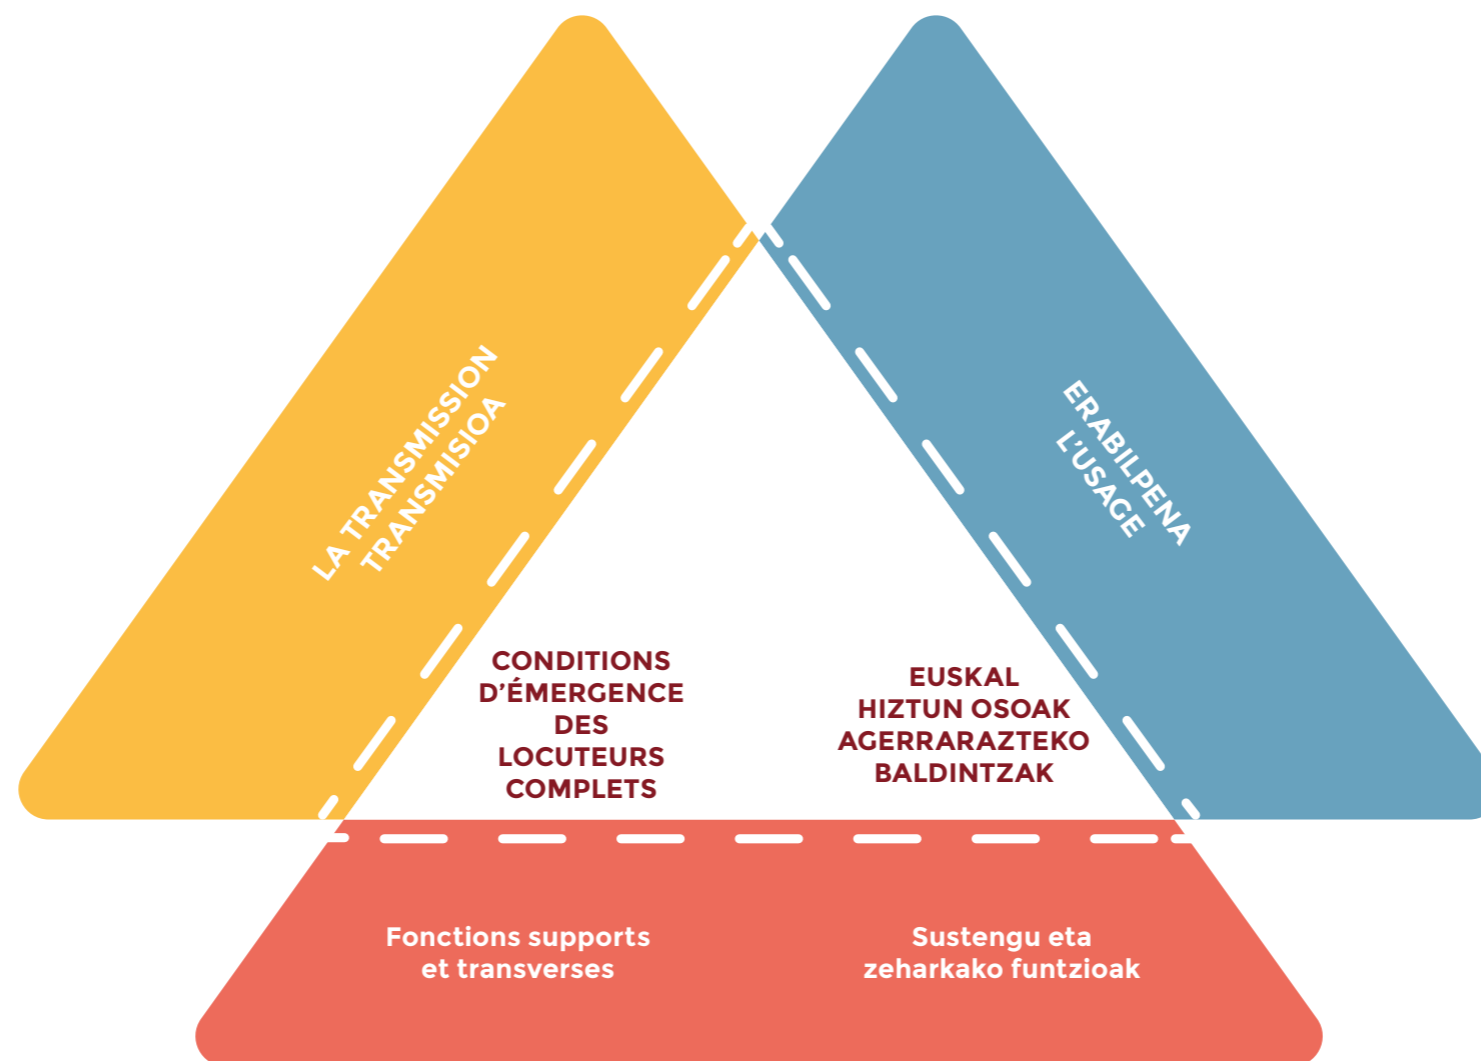 LA TRANSMISSION
TRANSMISIOA
ERABILPENA
L'USAGE
CONDITIONS
D'ÉMERGENCE
DES
LOCUTEURS
COMPLETS
EUSKAL
HIZTUN OSOAK
AGERRARAZTEKO
BALDINTZAK
Fonctions supports
et transverses
Sustengu eta
zeharkako funtzioak